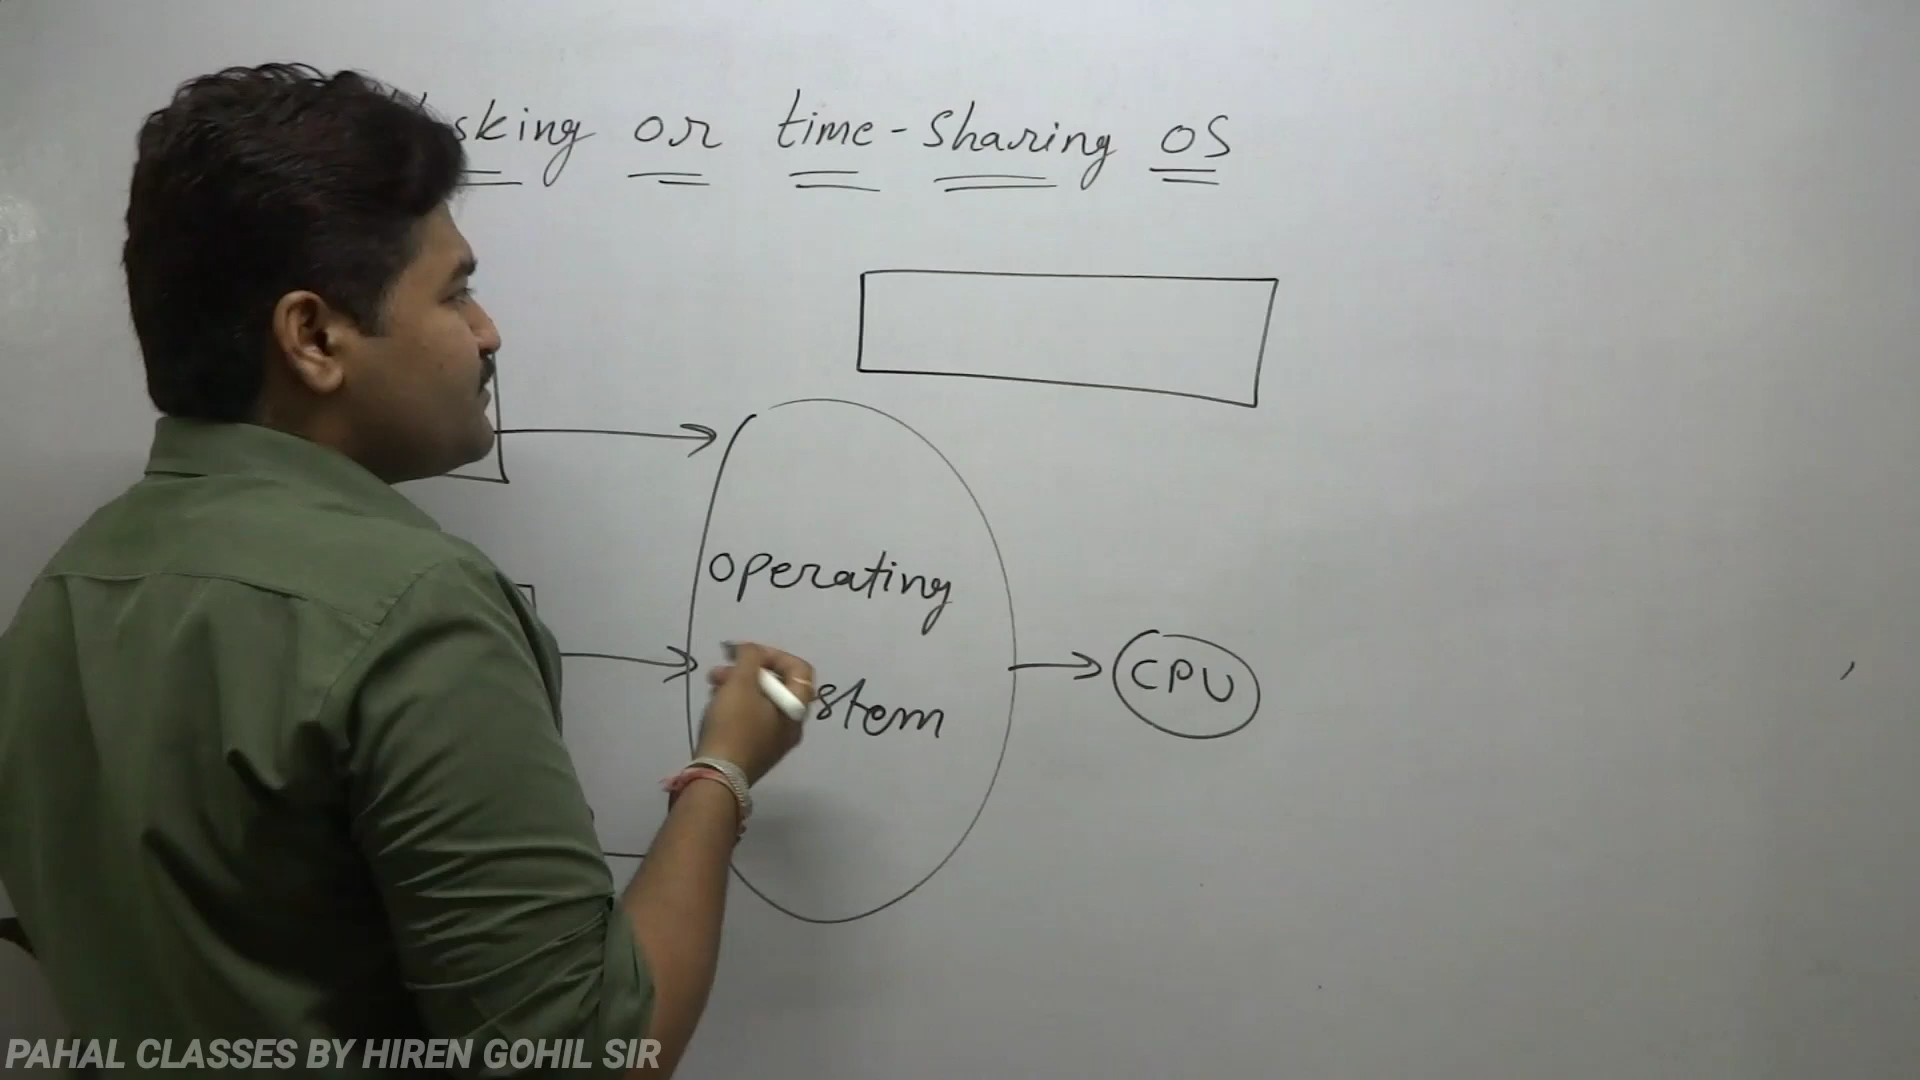 sking or time-sharing OS
operating
stem
CPU
PAHAL CLASSES BY HIREN GOHIL SIR